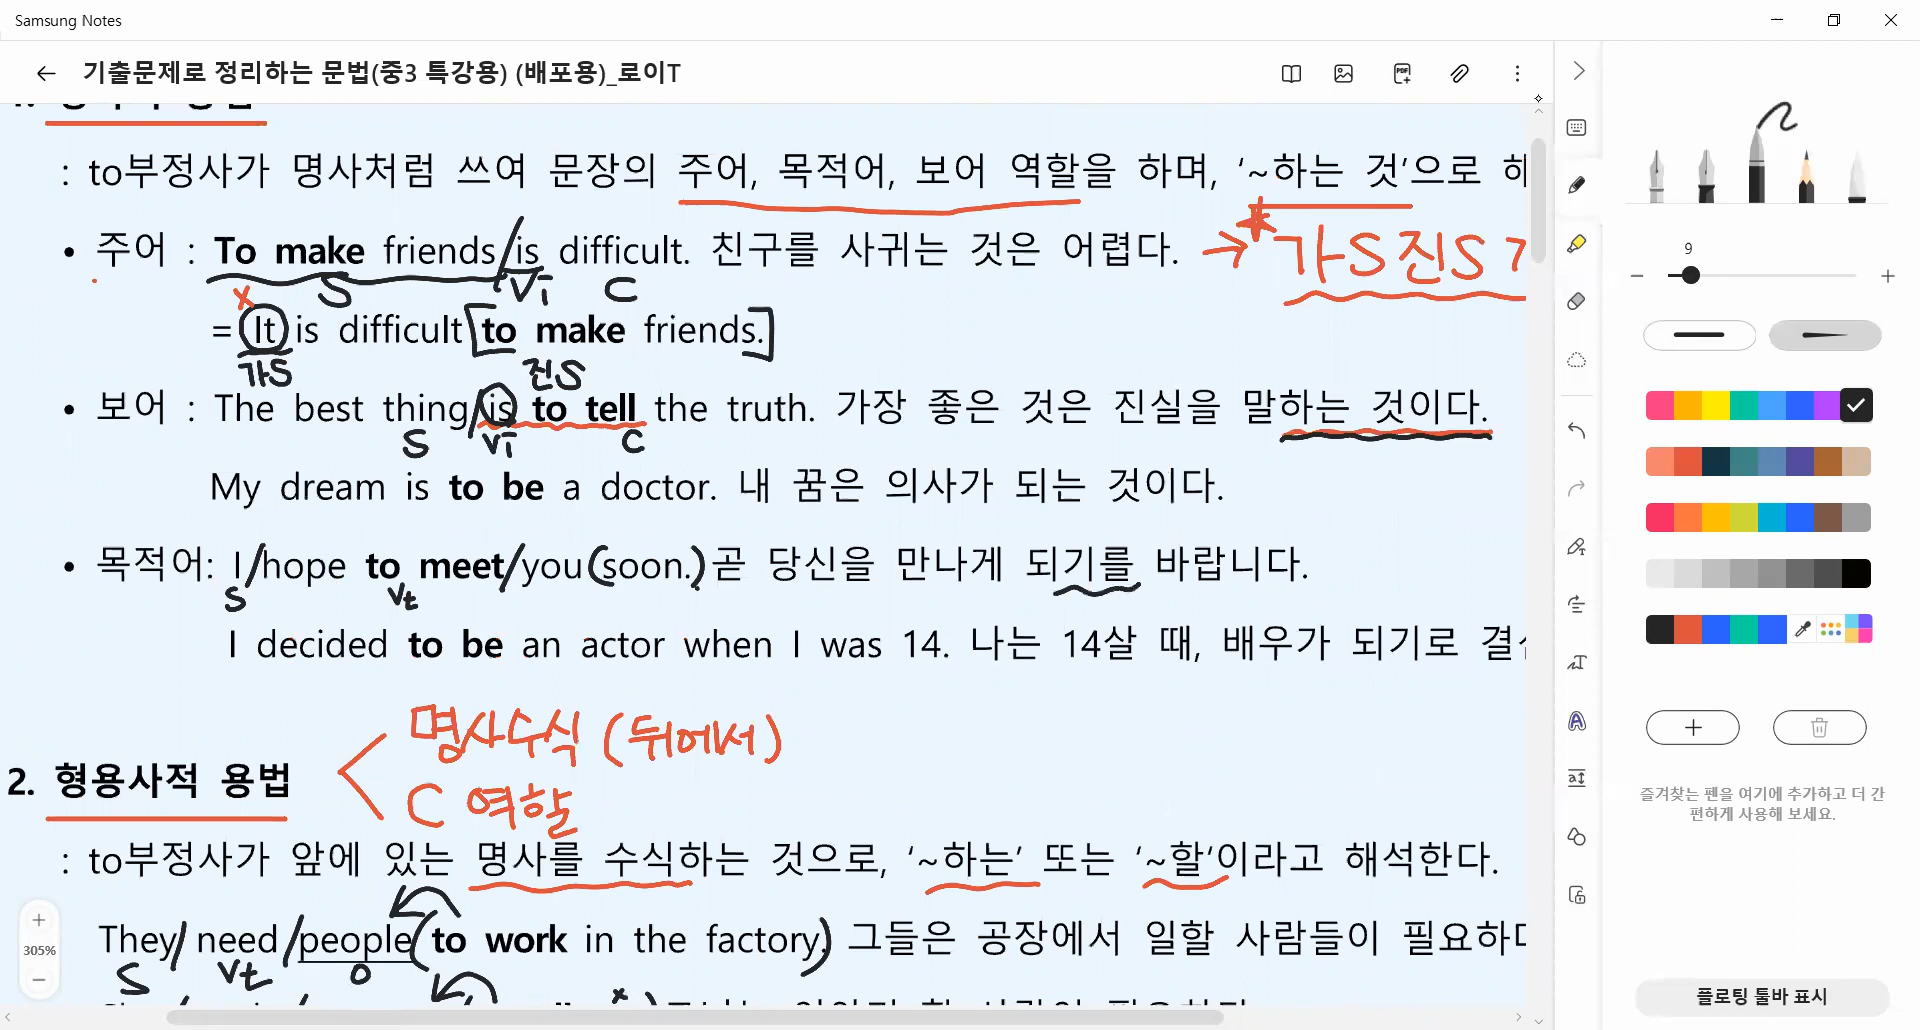 Samsung Notes
기출문제로 정리하는 문법(중3 특강용) (배포용)_로이T
: to부정사가 명사처럼 쓰여 문장의 주어, 목적어, 보어 역할을 하며, ‘~하는 것’으로 해
• 주어 : To make friends/is difficult. 친구를 사귀는 것은 어렵다. → * 가S 진S
S Vi C
x
= It is difficult [to make friends.]
가S 진S
• 보어 : The best thing/is to tell the truth. 가장 좋은 것은 진실을 말하는 것이다.
S Vi C
My dream is to be a doctor. 내 꿈은 의사가 되는 것이다.
• 목적어: I/hope to meet/you (soon.) 곧 당신을 만나게 되기를 바랍니다.
S Vt
I decided to be an actor when I was 14. 나는 14살 때, 배우가 되기로
명사수식 (뒤에서)
2. 형용사적 용법
C 역할
: to부정사가 앞에 있는 명사를 수식하는 것으로, ‘~하는’ 또는 ‘~할‘이라고 해석한다.
They/need/people(to work in the factory.) 그들은 공장에서 일할 사람들이 필요하
S Vt O
9
즐겨찾는 펜을 여기에 추가하고 더 간
편하게 사용해 보세요.
305%
플로팅 툴바 표시